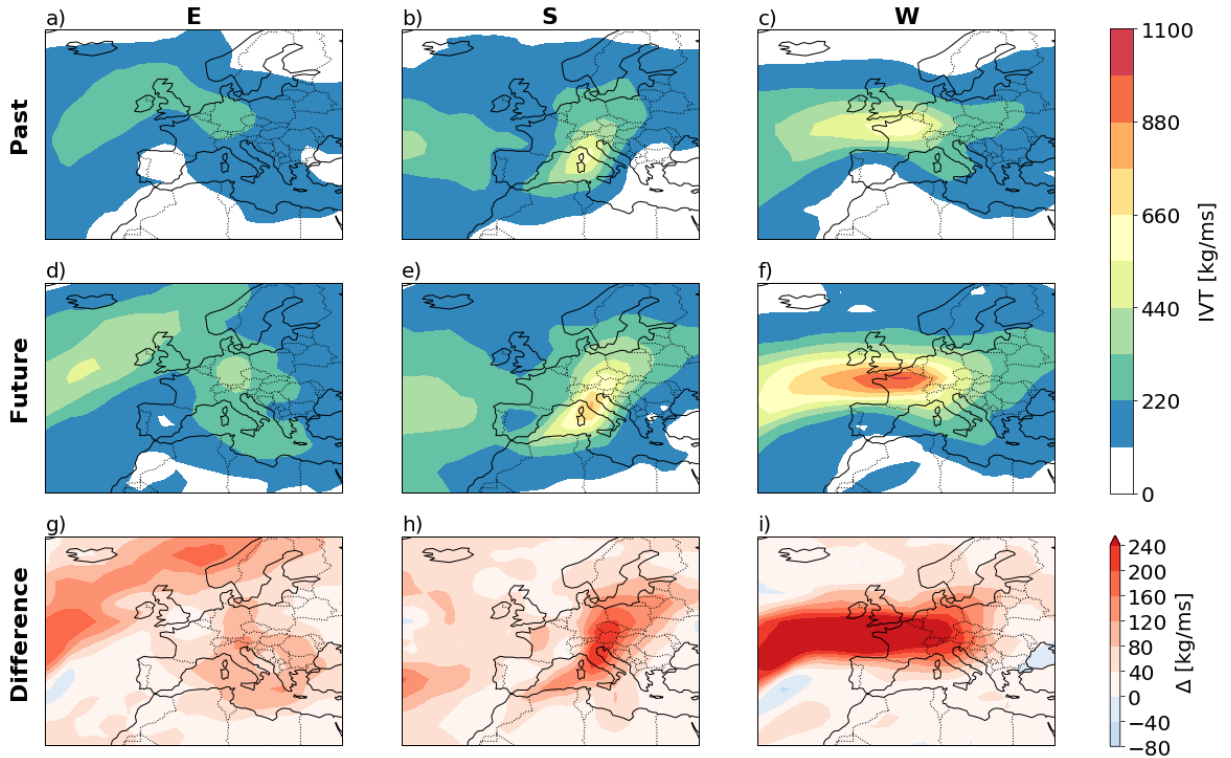 E S W
a) b) c)
Past
d) e) f)
Future
g) h) i)
Difference
1100
880
660
440
220
0
IVT [kg/ms]
240
200
160
120
80
40
0
−40
−80
Δ [kg/ms]